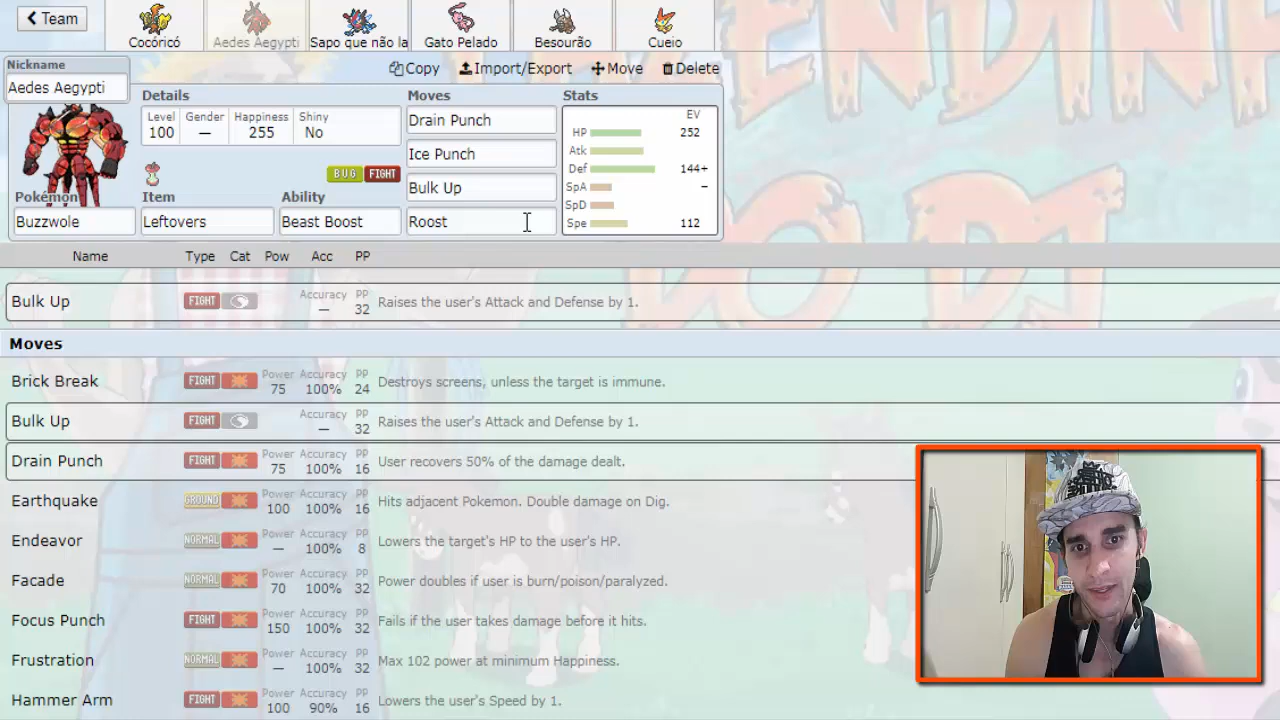 Team
Cocóricó
Aedes Aegypti
Sapo que não la
Gato Pelado
Besourão
Cueio
Nickname
Aedes Aegypti
Copy
Import/Export
Move
Delete
Details
Moves
Stats
Level
Gender
Happiness
Shiny
100
—
255
No
Drain Punch
Ice Punch
Bulk Up
Roost
EV
HP 252
Atk
Def 144+
SpA –
SpD
Spe 112
BUG FIGHT
Pokémon
Item
Ability
Buzzwole
Leftovers
Beast Boost
Name Type Cat Pow Acc PP
Bulk Up FIGHT Accuracy — PP 32 Raises the user's Attack and Defense by 1.
Moves
Brick Break FIGHT Power 75 Accuracy 100% PP 24 Destroys screens, unless the target is immune.
Bulk Up FIGHT Accuracy — PP 32 Raises the user's Attack and Defense by 1.
Drain Punch FIGHT Power 75 Accuracy 100% PP 16 User recovers 50% of the damage dealt.
Earthquake GROUND Power 100 Accuracy 100% PP 16 Hits adjacent Pokemon. Double damage on Dig.
Endeavor NORMAL Power — Accuracy 100% PP 8 Lowers the target's HP to the user's HP.
Facade NORMAL Power 70 Accuracy 100% PP 32 Power doubles if user is burn/poison/paralyzed.
Focus Punch FIGHT Power 150 Accuracy 100% PP 32 Fails if the user takes damage before it hits.
Frustration NORMAL Power — Accuracy 100% PP 32 Max 102 power at minimum Happiness.
Hammer Arm FIGHT Power 100 Accuracy 90% PP 16 Lowers the user's Speed by 1.